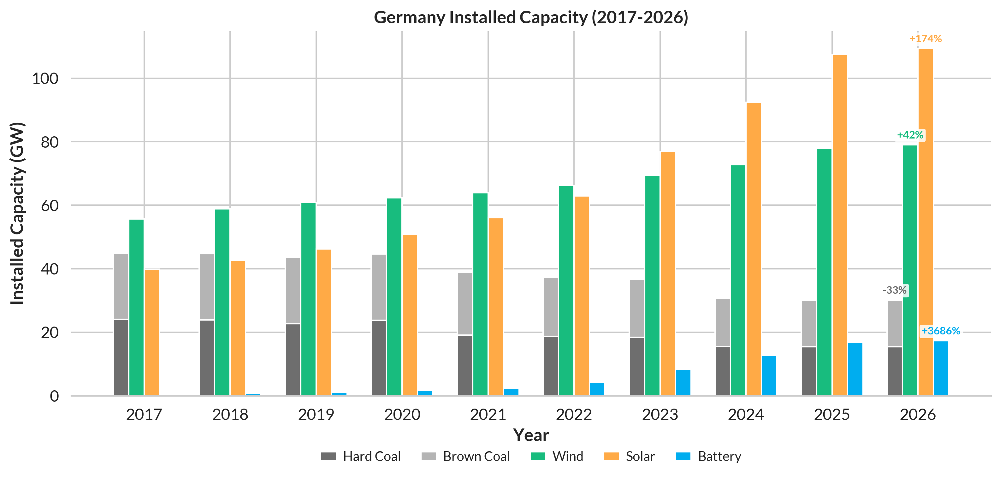 Germany Installed Capacity (2017-2026)
Installed Capacity (GW)
100
80
60
40
20
0
+174%
+42%
-33%
+3686%
2017 2018 2019 2020 2021 2022 2023 2024 2025 2026
Year
Hard Coal Brown Coal Wind Solar Battery